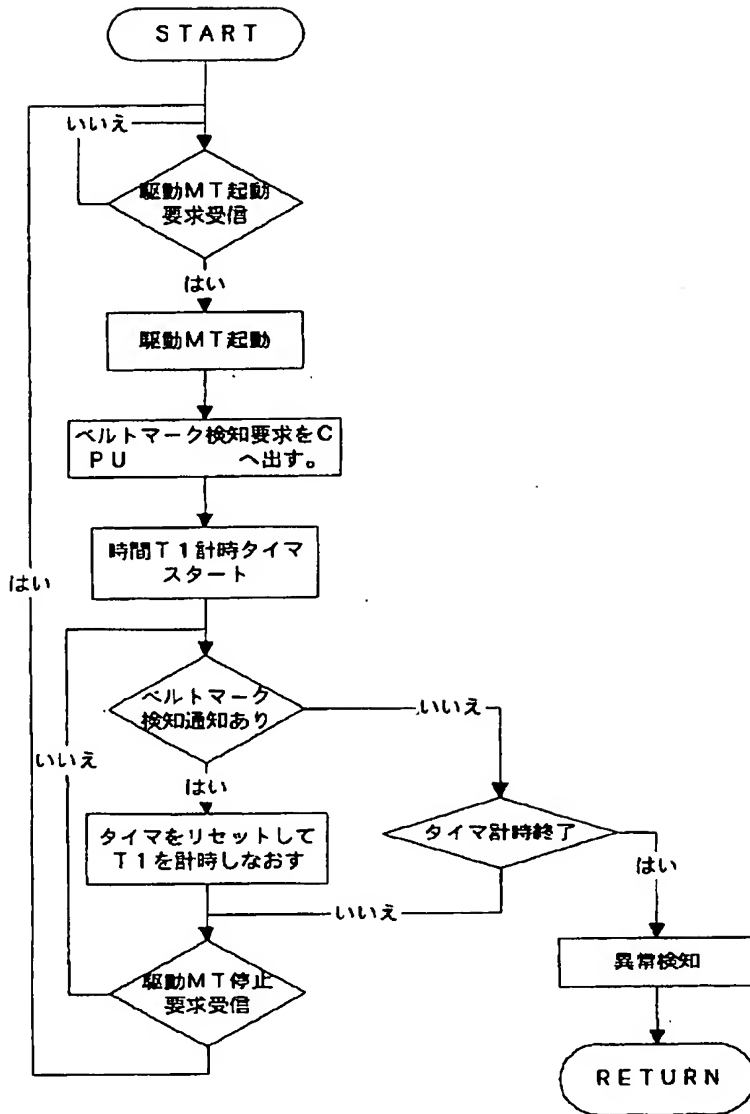 START
いいえ
駆動MT起動
要求受信
はい
駆動MT起動
ベルトマーク検知要求をC
PU へ出す。
時間T1計時タイマ
スタート
はい
ベルトマーク
検知通知あり
いいえ
いいえ
はい
タイマをリセットして
T1を計時しなおす
タイマ計時終了
はい
いいえ
駆動MT停止
要求受信
異常検知
RETURN